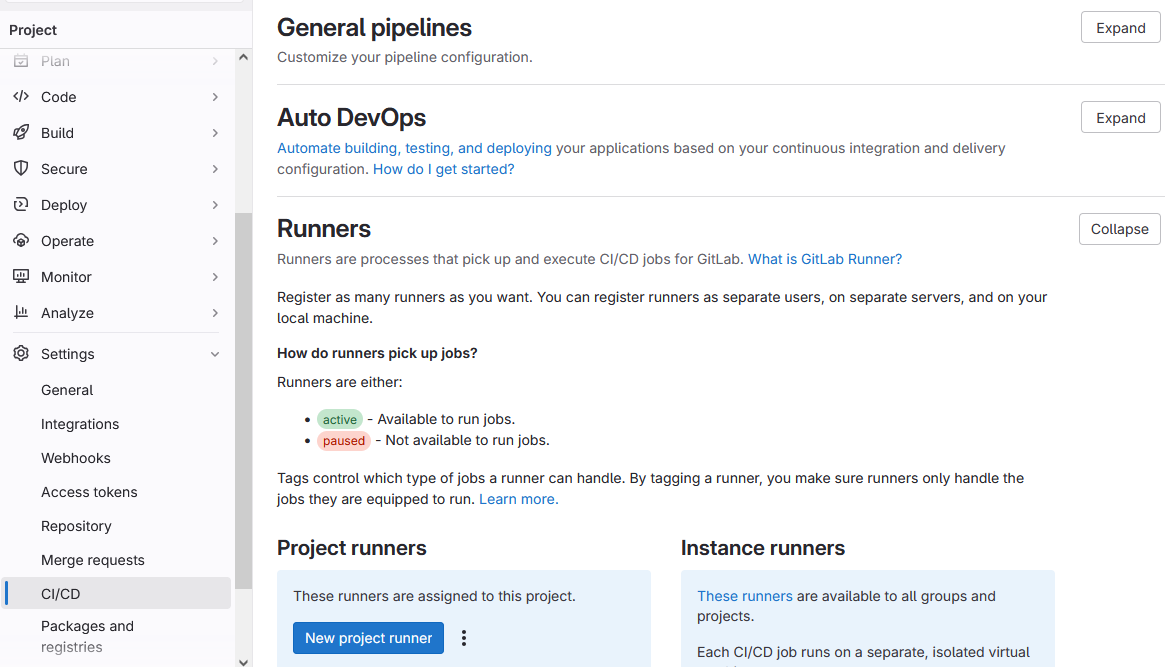 Project
Plan
Code
Build
Secure
Deploy
Operate
Monitor
Analyze
Settings
General
Integrations
Webhooks
Access tokens
Repository
Merge requests
CI/CD
Packages and
registries
General pipelines
Expand
Customize your pipeline configuration.
Auto DevOps
Expand
Automate building, testing, and deploying your applications based on your continuous integration and delivery
configuration. How do I get started?
Runners
Collapse
Runners are processes that pick up and execute CI/CD jobs for GitLab. What is GitLab Runner?
Register as many runners as you want. You can register runners as separate users, on separate servers, and on your
local machine.
How do runners pick up jobs?
Runners are either:
• active - Available to run jobs.
• paused - Not available to run jobs.
Tags control which type of jobs a runner can handle. By tagging a runner, you make sure runners only handle the
jobs they are equipped to run. Learn more.
Project runners
These runners are assigned to this project.
New project runner
Instance runners
These runners are available to all groups and
projects.
Each CI/CD job runs on a separate, isolated virtual